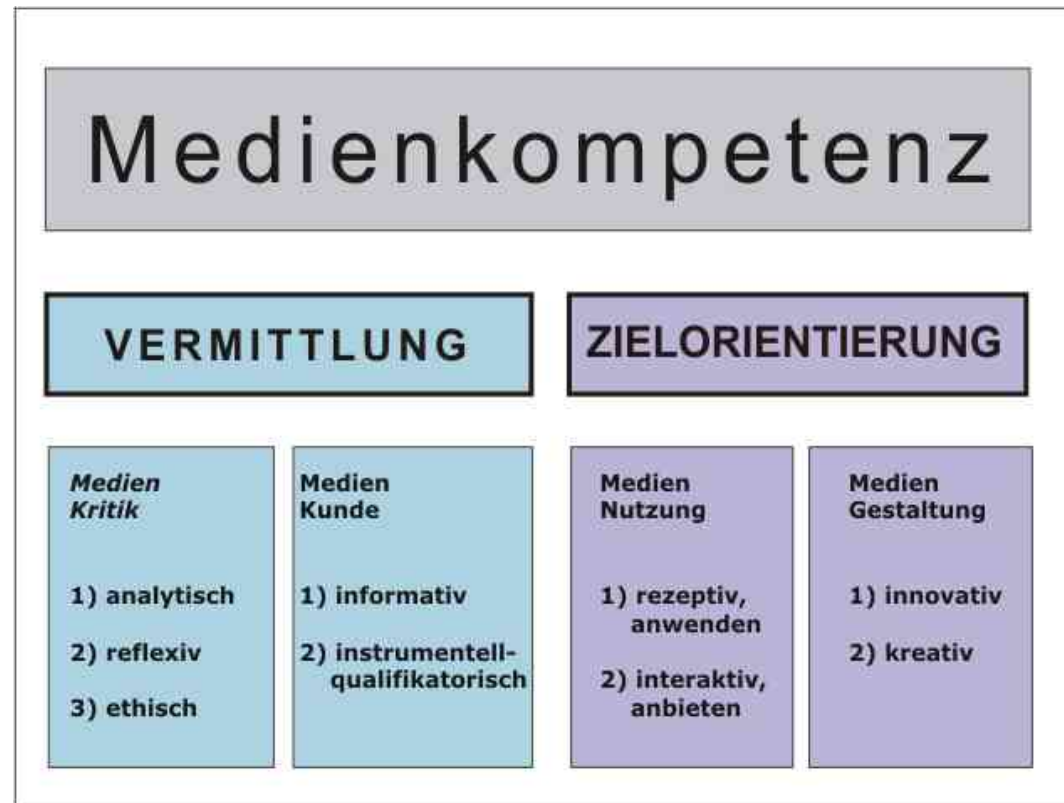 Medienkompetenz
VERMITTLUNG
ZIELORIENTIERUNG
Medien
Kritik
1) analytisch
2) reflexiv
3) ethisch
Medien
Kunde
1) informativ
2) instrumentell-
qualifikatorisch
Medien
Nutzung
1) rezeptiv,
anwenden
2) interaktiv,
anbieten
Medien
Gestaltung
1) innovativ
2) kreativ